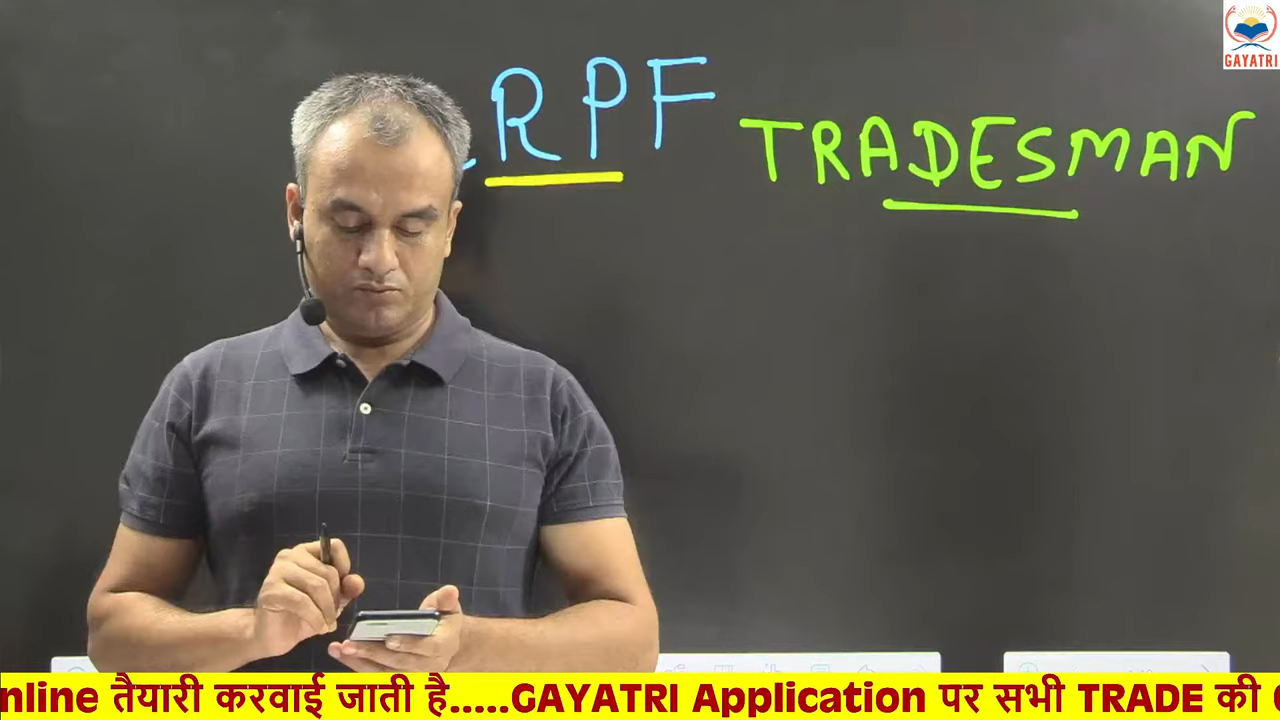 RPF
TRADESMAN
GAYATRI
nline तैयारी करवाई जाती है.....GAYATRI Application पर सभी TRADE की